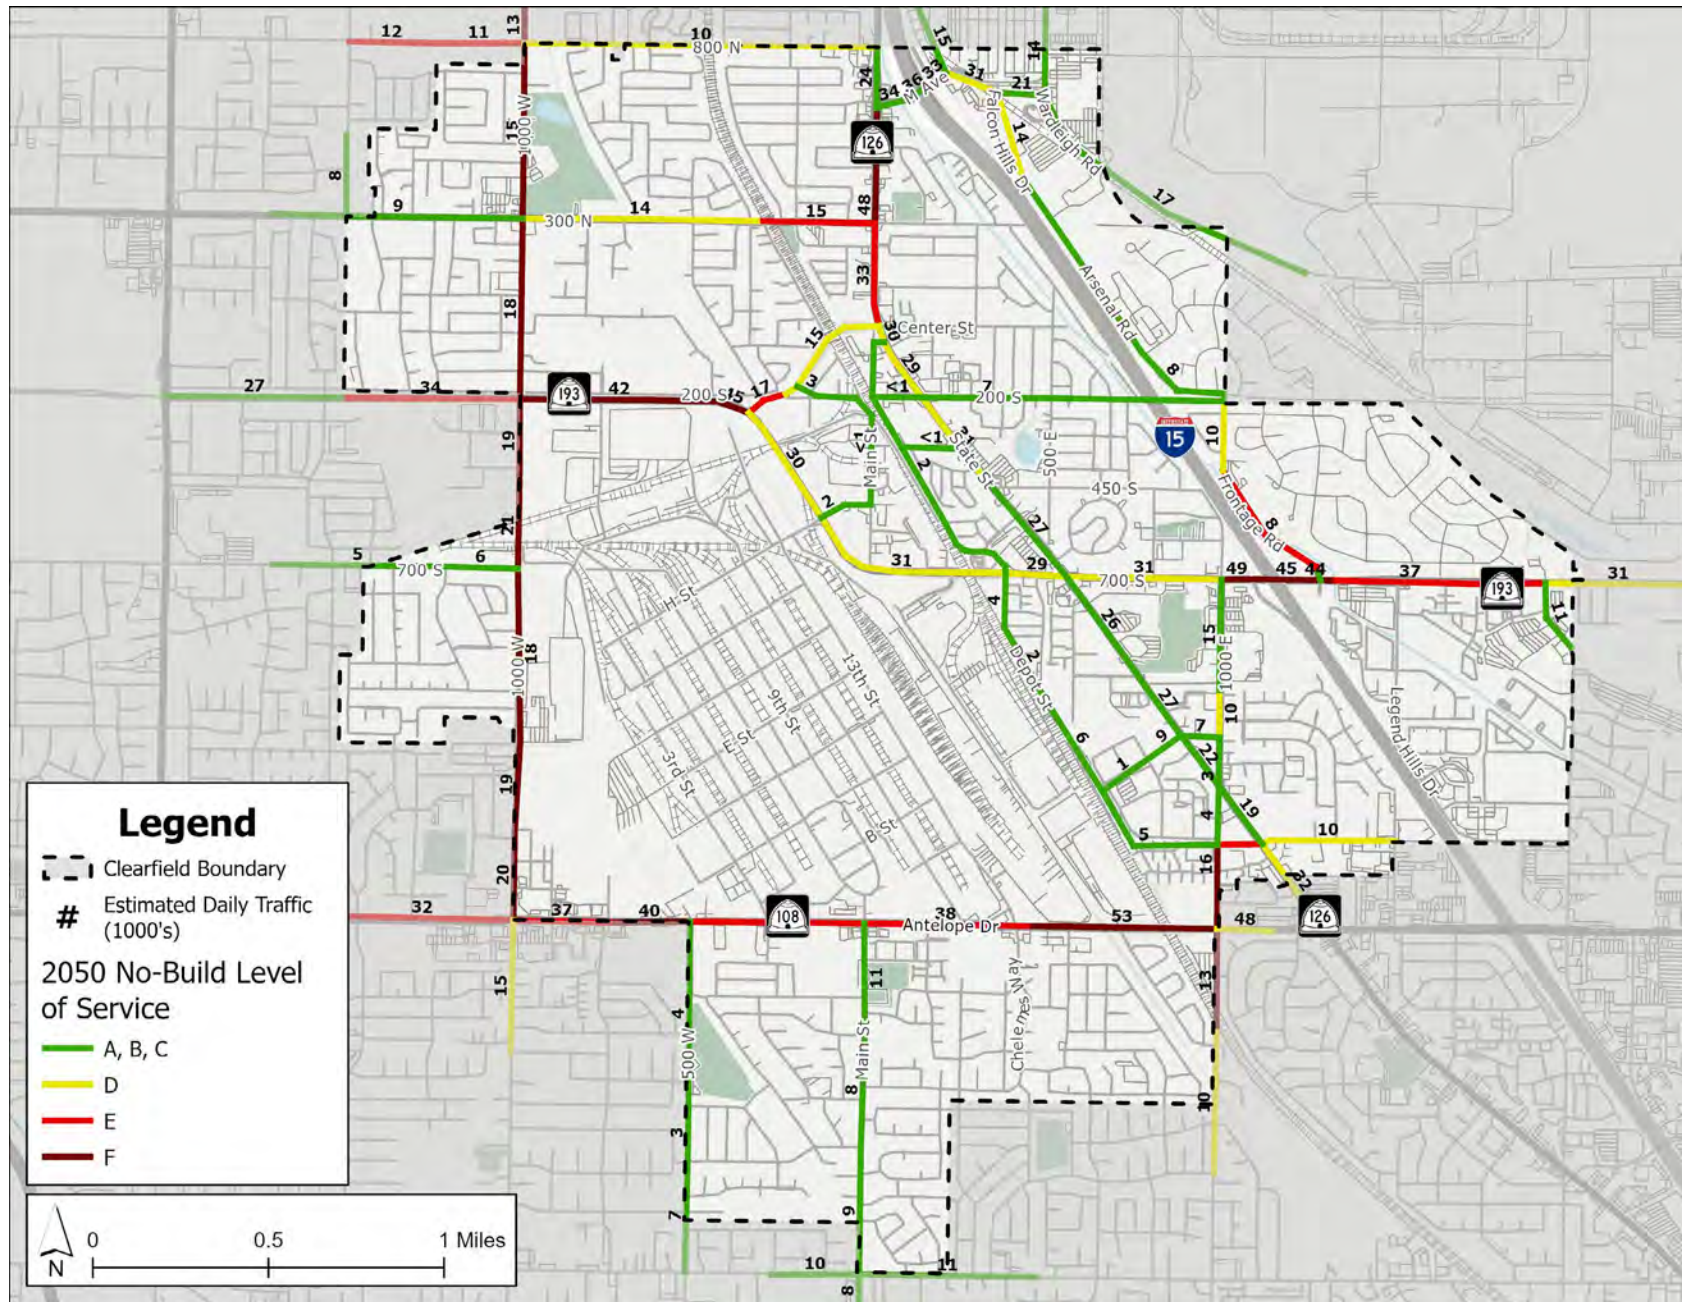 12
11
13
10
800 N
15
14
24
34
36
33
M Ave
31
21
Falcon Hills Dr
14
Wardleigh Rd
126
1000 W
15
8
17
9
300 N
14
15
48
33
18
Arsenal Rd
15
30
Center St
29
8
27
34
193
42
200 S
17
3
<1
7
200 S
19
30
<1
Main St
<1
2
State St
500 E
15
10
450 S
Frontage Rd
8
2
27
21
5
6
700 S
31
29
31
700 S
49
45
44
37
193
31
H St
4
26
15
1000 E
11
1000 W
18
13th St
9th St
E St
3rd St
B St
2
Depot St
27
10
7
9
22
6
1
3
Legend Hills Dr
19
4
5
10
19
20
16
32
126
32
37
40
108
38
Antelope Dr
53
48
15
11
13
4
500 W
Main St
Chelemes Way
8
10
3
7
9
10
11
8
Legend
Clearfield Boundary
# Estimated Daily Traffic
(1000's)
2050 No-Build Level
of Service
A, B, C
D
E
F
N
0 0.5 1 Miles